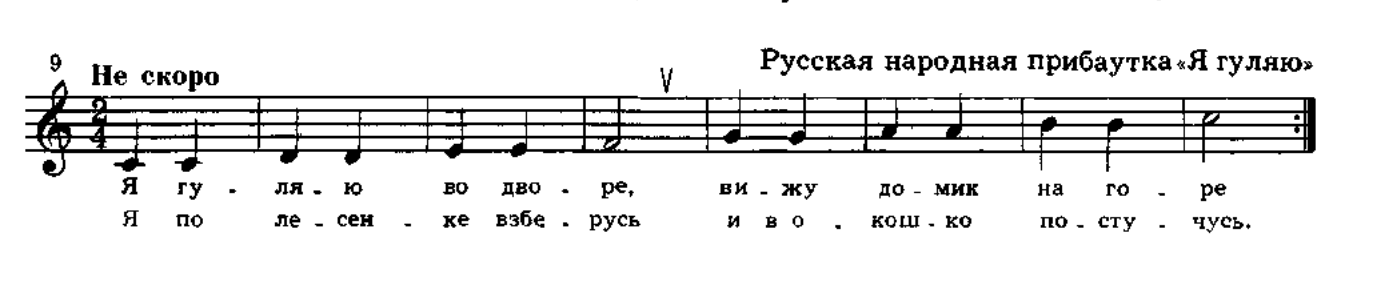 9
Не скоро
Русская народная прибаутка «Я гуляю»
2
4
Я гу - ля - ю во дво - ре, ви - жу до - мик на го - ре
Я по ле - сен - ке взбе - русь и в о - кош - ко по - сту - чусь.